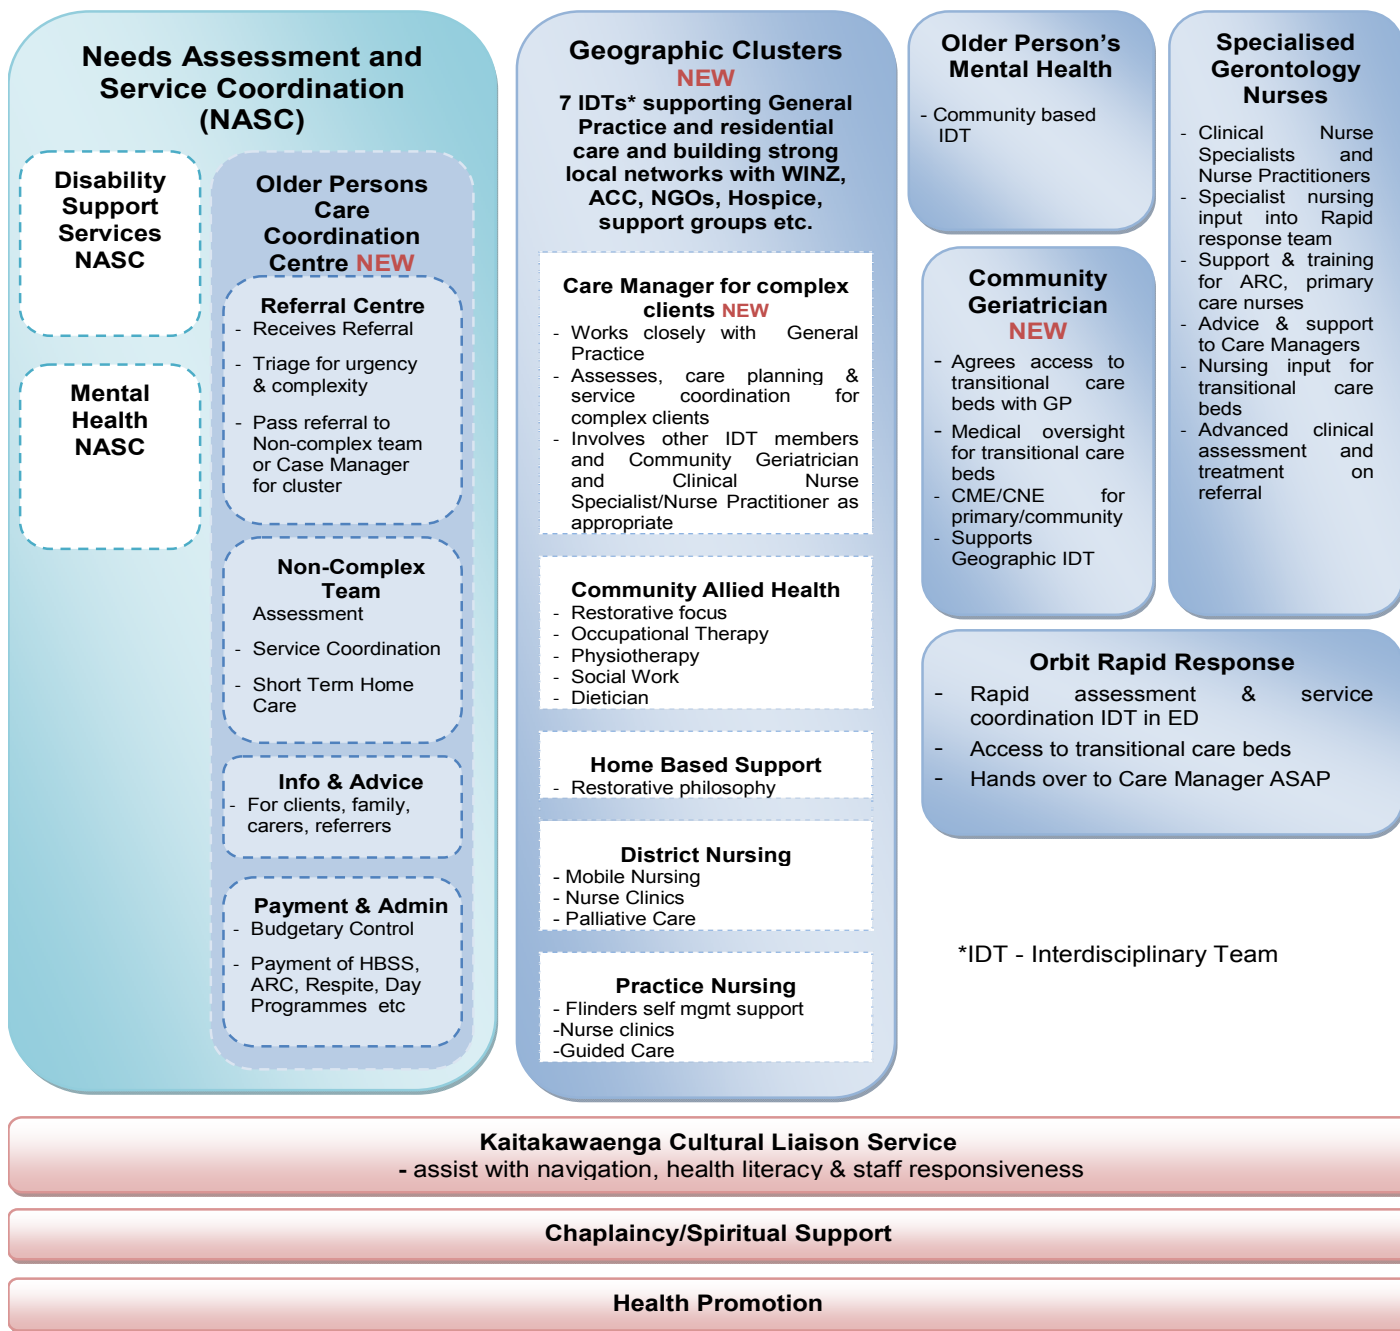 Needs Assessment and
Service Coordination
(NASC)
Disability
Support
Services
NASC
Mental
Health
NASC
Older Persons
Care
Coordination
Centre NEW
Referral Centre
- Receives Referral
- Triage for urgency
& complexity
- Pass referral to
Non-complex team
or Case Manager
for cluster
Non-Complex
Team
Assessment
- Service Coordination
- Short Term Home
Care
Info & Advice
- For clients, family,
carers, referrers
Payment & Admin
- Budgetary Control
- Payment of HBSS,
ARC, Respite, Day
Programmes etc
Geographic Clusters
NEW
7 IDTs* supporting General
Practice and residential
care and building strong
local networks with WINZ,
ACC, NGOs, Hospice,
support groups etc.
Care Manager for complex
clients NEW
- Works closely with General
Practice
- Assesses, care planning &
service coordination for
complex clients
- Involves other IDT members
and Community Geriatrician
and Clinical Nurse
Specialist/Nurse Practitioner as
appropriate
Community Allied Health
- Restorative focus
- Occupational Therapy
- Physiotherapy
- Social Work
- Dietician
Home Based Support
- Restorative philosophy
District Nursing
- Mobile Nursing
- Nurse Clinics
- Palliative Care
Practice Nursing
- Flinders self mgmt support
-Nurse clinics
-Guided Care
Older Person's
Mental Health
- Community based
IDT
Community
Geriatrician
NEW
- Agrees access to
transitional care
beds with GP
- Medical oversight
for transitional care
beds
- CME/CNE for
primary/community
- Supports
Geographic IDT
Specialised
Gerontology
Nurses
- Clinical Nurse
Specialists and
Nurse Practitioners
- Specialist nursing
input into Rapid
response team
- Support & training
for ARC, primary
care nurses
- Advice & support
to Care Managers
- Nursing input for
transitional care
beds
- Advanced clinical
assessment and
treatment on
referral
Orbit Rapid Response
- Rapid assessment & service
coordination IDT in ED
- Access to transitional care beds
- Hands over to Care Manager ASAP
*IDT - Interdisciplinary Team
Kaitakawaenga Cultural Liaison Service
- assist with navigation, health literacy & staff responsiveness
Chaplaincy/Spiritual Support
Health Promotion